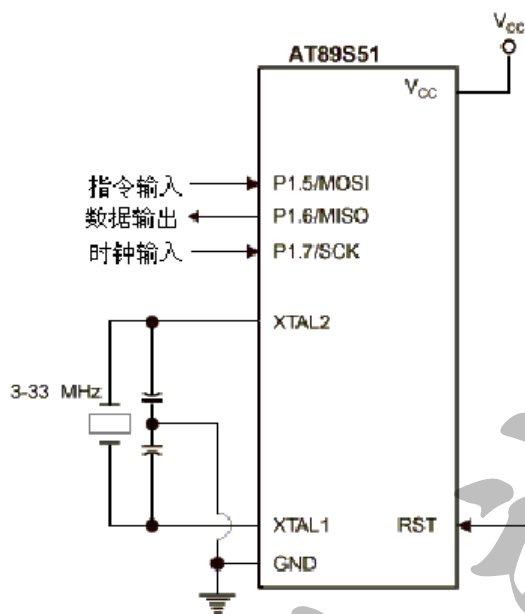 Vcc
AT89S51
Vcc
指令输入 P1.5/MOSI
数据输出 P1.6/MISO
时钟输入 P1.7/SCK
XTAL2
3-33 MHz
XTAL1 RST
GND